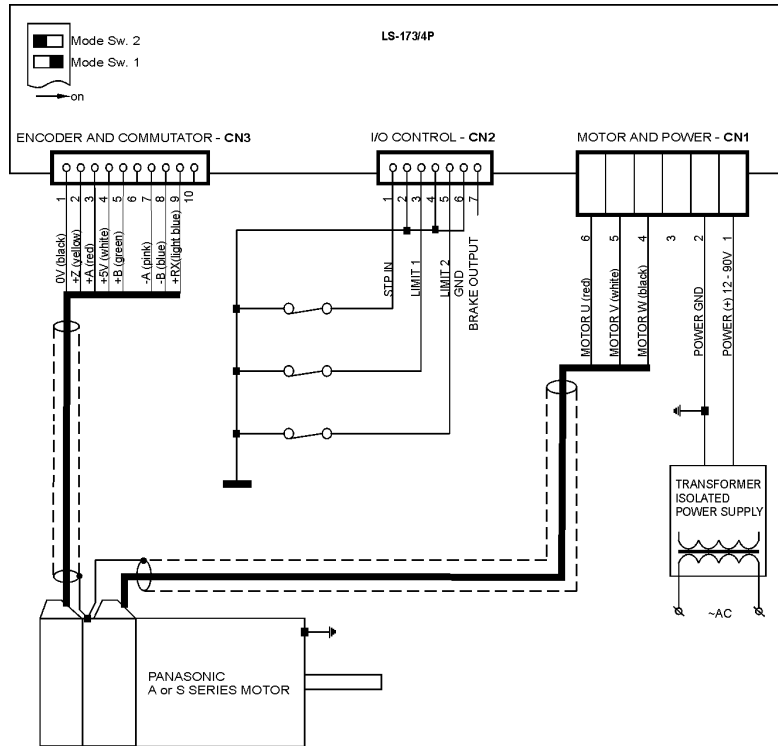 LS-173/4P
Mode Sw. 2
Mode Sw. 1
on
ENCODER AND COMMUTATOR - CN3
I/O CONTROL - CN2
MOTOR AND POWER - CN1
1
2
3
4
5
6
7
8
9
10
0V (black)
+Z (yellow)
+A (red)
+5V (white)
+B (green)
-A (pink)
-B (blue)
+RX(light blue)
1
2
3
4
5
6
7
STP IN
LIMIT 1
LIMIT 2
GND
BRAKE OUTPUT
6
5
4
3
2
1
MOTOR U (red)
MOTOR V (white)
MOTOR W (black)
POWER GND
POWER (+) 12 - 90V
TRANSFORMER
ISOLATED
POWER SUPPLY
~AC
PANASONIC
A or S SERIES MOTOR